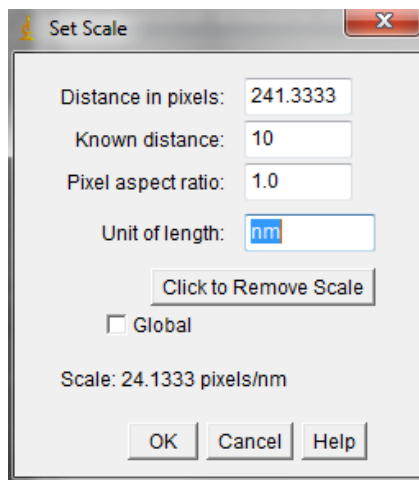 Set Scale
Distance in pixels: 241.3333
Known distance: 10
Pixel aspect ratio: 1.0
Unit of length: nm
Click to Remove Scale
Global
Scale: 24.1333 pixels/nm
OK Cancel Help